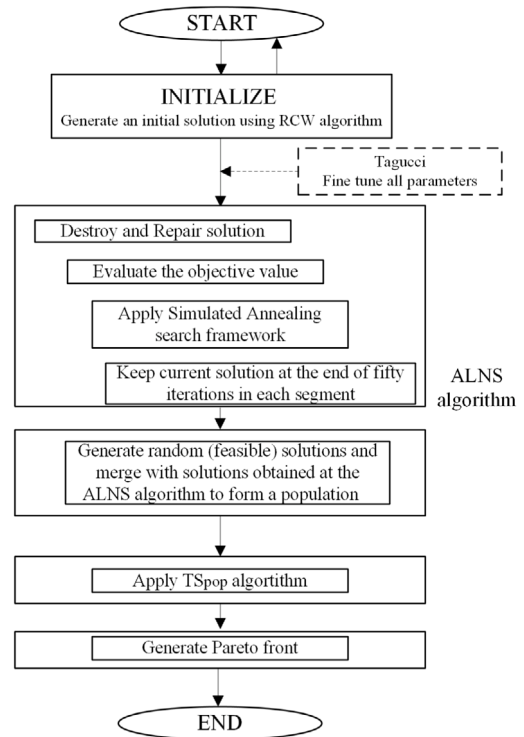 START
INITIALIZE
Generate an initial solution using RCW algorithm
Tagucci
Fine tune all parameters
Destroy and Repair solution
Evaluate the objective value
Apply Simulated Annealing
search framework
Keep current solution at the end of fifty
iterations in each segment
ALNS
algorithm
Generate random (feasible) solutions and
merge with solutions obtained at the
ALNS algorithm to form a population
Apply TSpop algortithm
Generate Pareto front
END